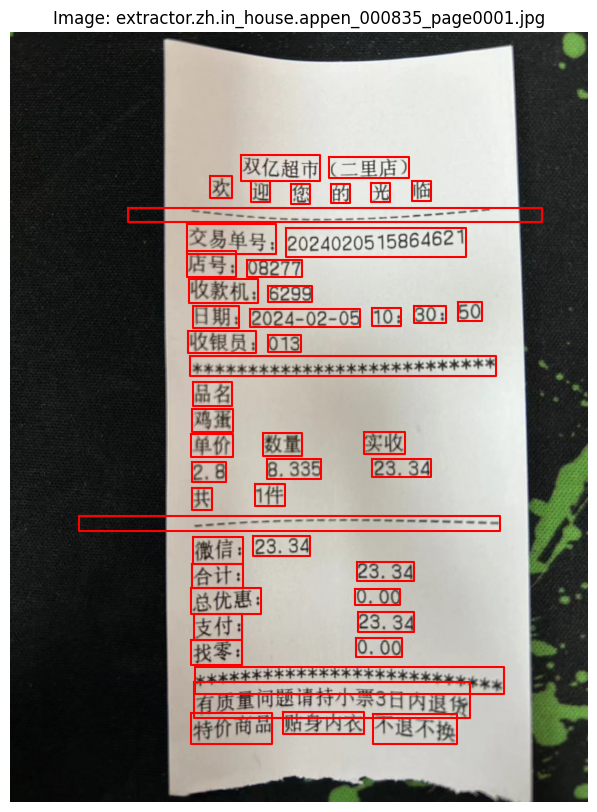 Image: extractor.zh.in_house.appen_000835_page0001.jpg
双亿超市（二里店）
欢 迎 您 的 光 临
--------------------------------
交易单号：2024020515864621
店号：08277
收款机：6299
日期：2024-02-05 10：30：50
收银员：013
****************************
品名
鸡蛋
单价 数量 实收
2.8 8.335 23.34
共 1件
--------------------------------
微信：23.34
合计： 23.34
总优惠： 0.00
支付： 23.34
找零： 0.00
****************************
有质量问题请持小票3日内退货
特价商品 贴身内衣 不退不换